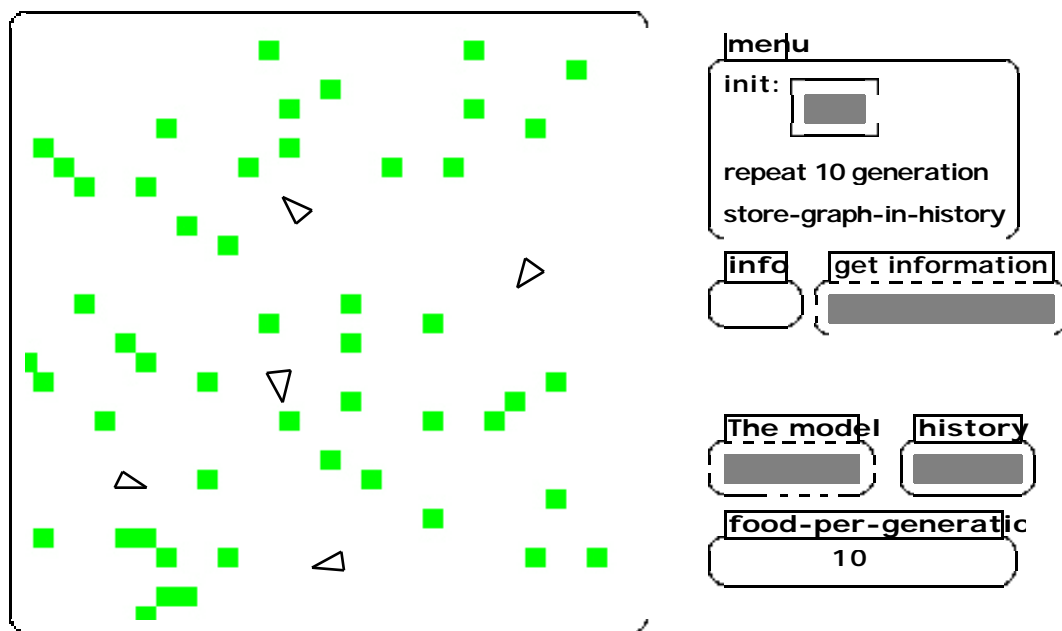 menu
init:
repeat 10 generation
store-graph-in-history
info
get information
The model
history
food-per-generatic
10